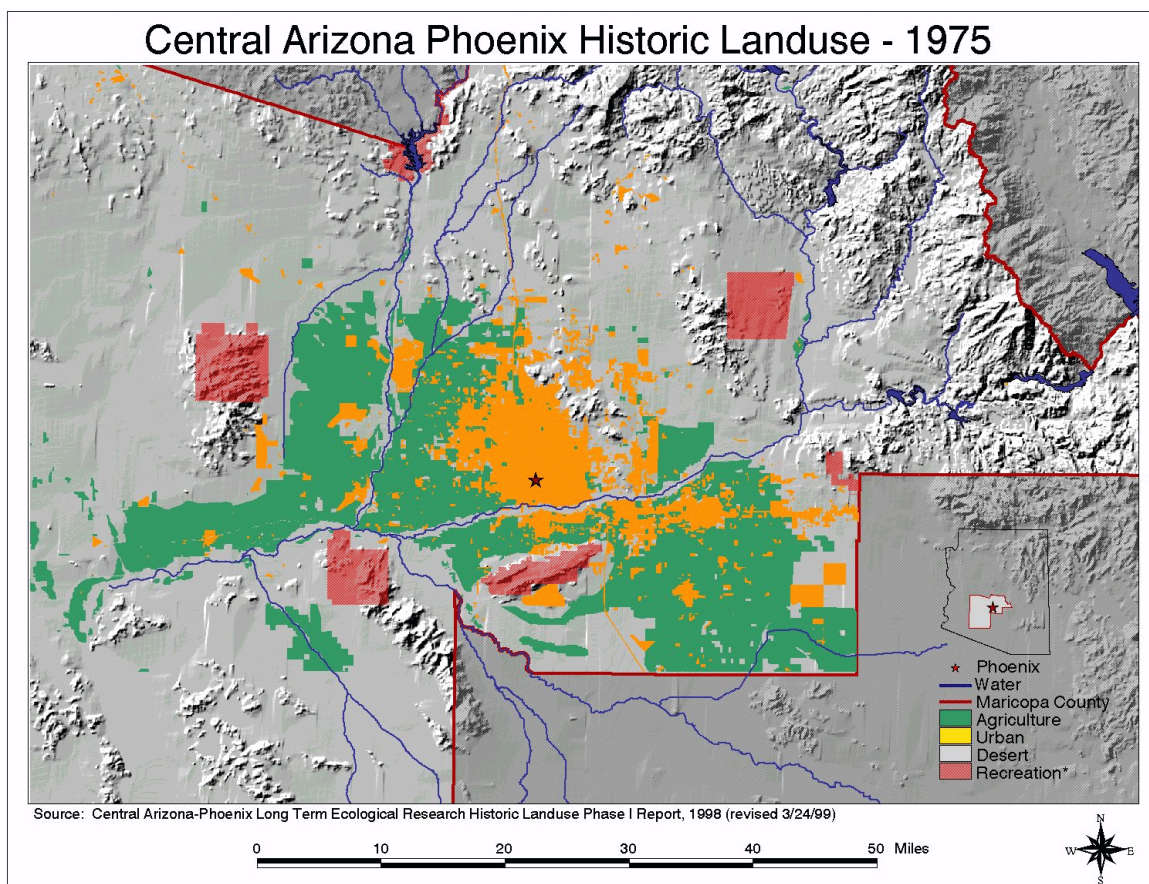 Central Arizona Phoenix Historic Landuse - 1975
Phoenix
Water
Maricopa County
Agriculture
Urban
Desert
Recreation*
Source: Central Arizona-Phoenix Long Term Ecological Research Historic Landuse Phase I Report, 1998 (revised 3/24/99)
0 10 20 30 40 50 Miles
N
W E
S